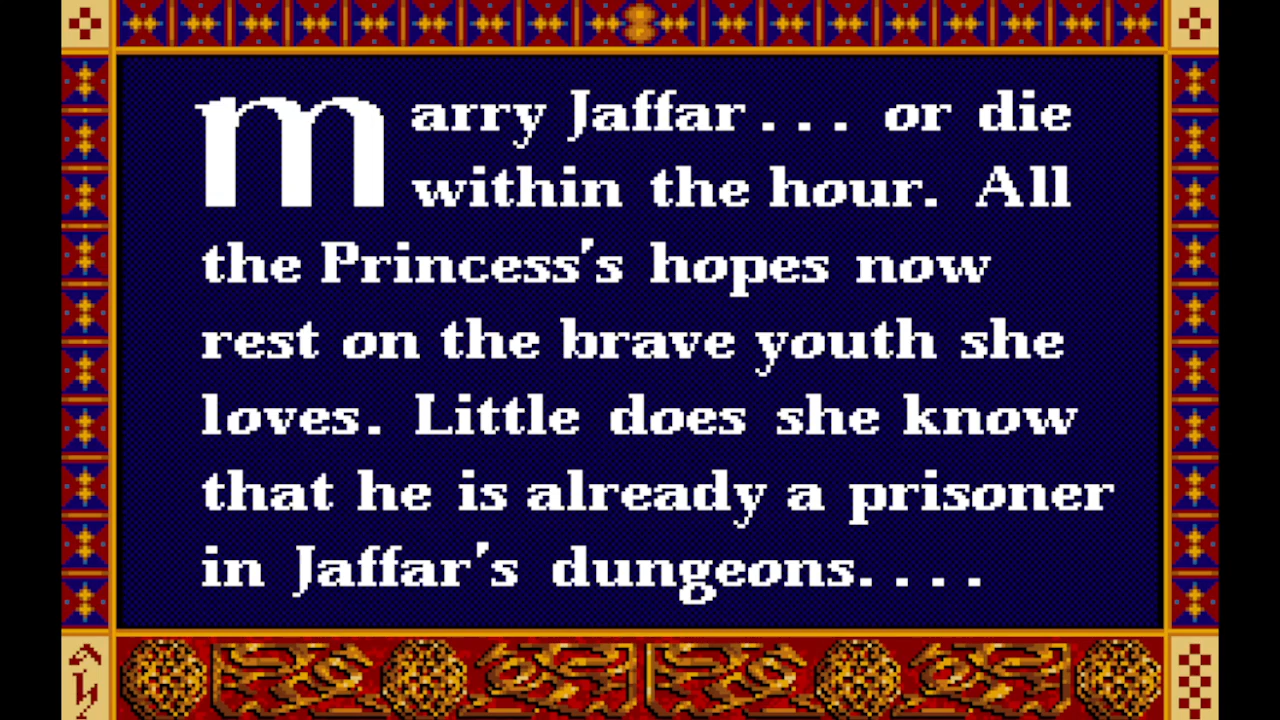 Marry Jaffar... or die
within the hour. All
the Princess's hopes now
rest on the brave youth she
loves. Little does she know
that he is already a prisoner
in Jaffar's dungeons....